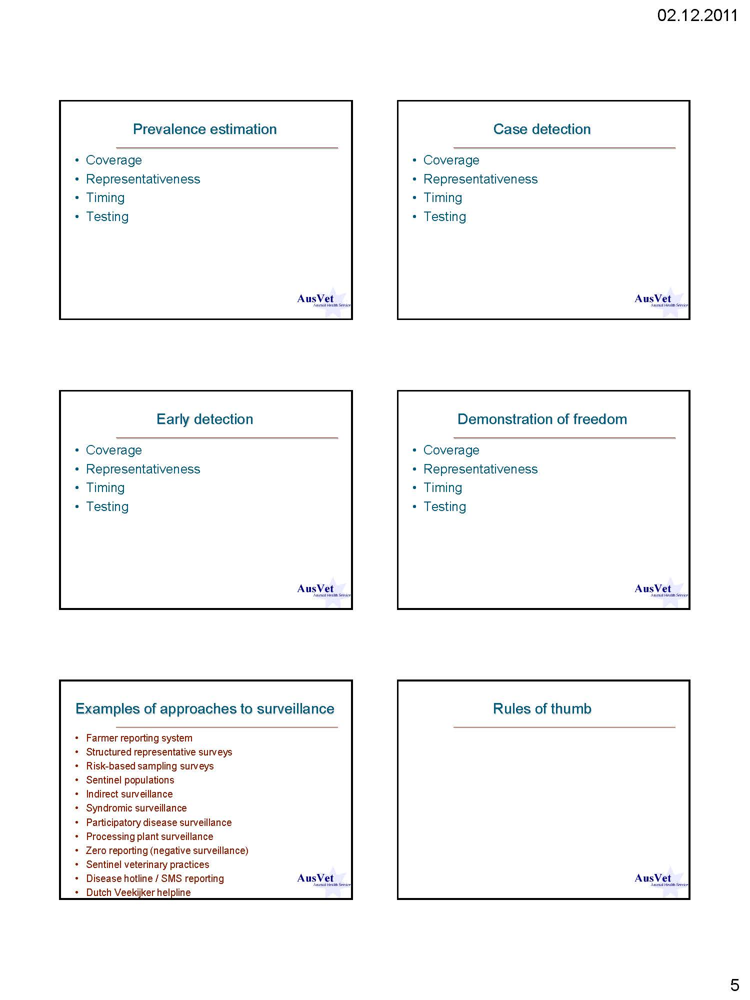 02.12.2011
Prevalence estimation
• Coverage
• Representativeness
• Timing
• Testing
AusVet
Animal Health Service
Case detection
• Coverage
• Representativeness
• Timing
• Testing
AusVet
Animal Health Service
Early detection
• Coverage
• Representativeness
• Timing
• Testing
AusVet
Animal Health Service
Demonstration of freedom
• Coverage
• Representativeness
• Timing
• Testing
AusVet
Animal Health Service
Examples of approaches to surveillance
• Farmer reporting system
• Structured representative surveys
• Risk-based sampling surveys
• Sentinel populations
• Indirect surveillance
• Syndromic surveillance
• Participatory disease surveillance
• Processing plant surveillance
• Zero reporting (negative surveillance)
• Sentinel veterinary practices
• Disease hotline / SMS reporting
• Dutch Veekijker helpline
AusVet
Animal Health Service
Rules of thumb
AusVet
Animal Health Service
5